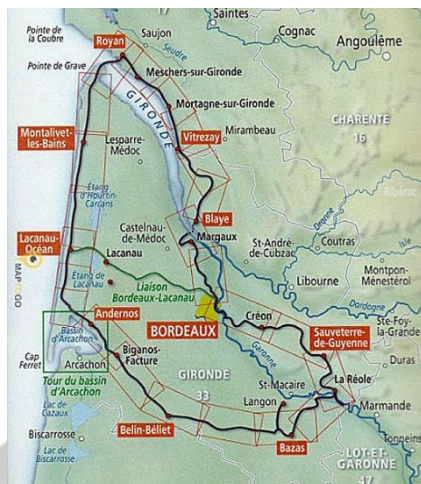 17
Pointe de
la Coubre
Saujon
Saintes
Cognac
Royan
Seudre
Angoulême
Pointe de Grave
Meschers-sur-Gironde
GIRONDE
Mortagne-sur-Gironde
CHARENTE
16
Montalivet-
les-Bains
Lesparre-
Médoc
Vitrezay
Mirambeau
Étang
d'Hourtin-
Carcans
Blaye
Dronne
Castelnau-
de-Médoc
Margaux
Isle
Lacanau-
Océan
Lacanau
St-André-
de-Cubzac
Coutras
MAP
GO
Étang de
Lacanau
Liaison
Bordeaux-Lacanau
Libourne
Montpon-
Ménestérol
Dordogne
Andernos
BORDEAUX
Créon
Ste-Foy-
la-Grande
Bassin
d'Arcachon
Sauveterre-
de-Guyenne
Cap
Ferret
Biganos-
Facture
Garonne
Duras
Arcachon
GIRONDE
33
St-Macaire
La Réole
Tour du bassin
d'Arcachon
Langon
Marmande
Lac de
Cazaux
Belin-Béliet
Tonneins
Biscarrosse
Bazas
LOT-ET-
GARONNE
47
Lac de
Biscarrosse